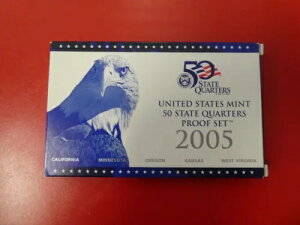 50
STATE
QUARTERS
UNITED STATES MINT
50 STATE QUARTERS
PROOF SET™
2005
CALIFORNIA MINNESOTA OREGON KANSAS WEST VIRGINIA